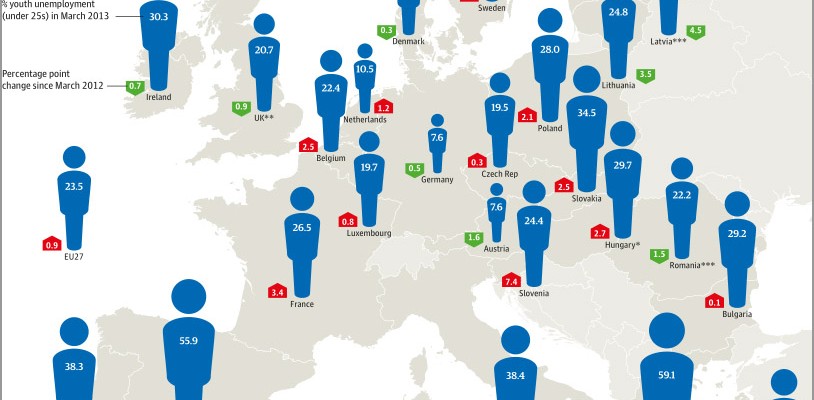 % youth unemployment
(under 25s) in March 2013
30.3
Percentage point
change since March 2012
0.7
Ireland
20.7
0.9
UK**
0.3
Denmark
Sweden
24.8
3.5
Lithuania
4.5
Latvia***
22.4
2.5
Belgium
10.5
1.2
Netherlands
28.0
2.1
Poland
19.5
0.3
Czech Rep
34.5
2.5
Slovakia
7.6
0.5
Germany
29.7
2.7
Hungary*
19.7
0.8
Luxembourg
23.5
0.9
EU27
26.5
3.4
France
7.6
1.6
Austria
24.4
7.4
Slovenia
22.2
1.5
Romania***
29.2
0.1
Bulgaria
38.3
55.9
38.4
59.1